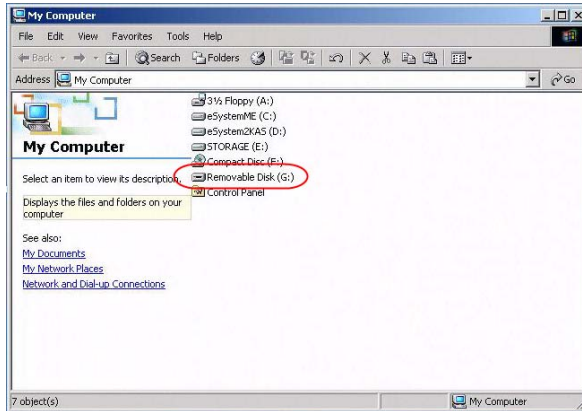 My Computer
File Edit View Favorites Tools Help
Back Search Folders
Address My Computer Go
3½ Floppy (A:)
eSystemME (C:)
eSystem2KAS (D:)
STORAGE (E:)
Compact Disc (F:)
Removable Disk (G:)
Control Panel
My Computer
Select an item to view its description.
Displays the files and folders on your
computer
See also:
My Documents
My Network Places
Network and Dial-up Connections
7 object(s) My Computer